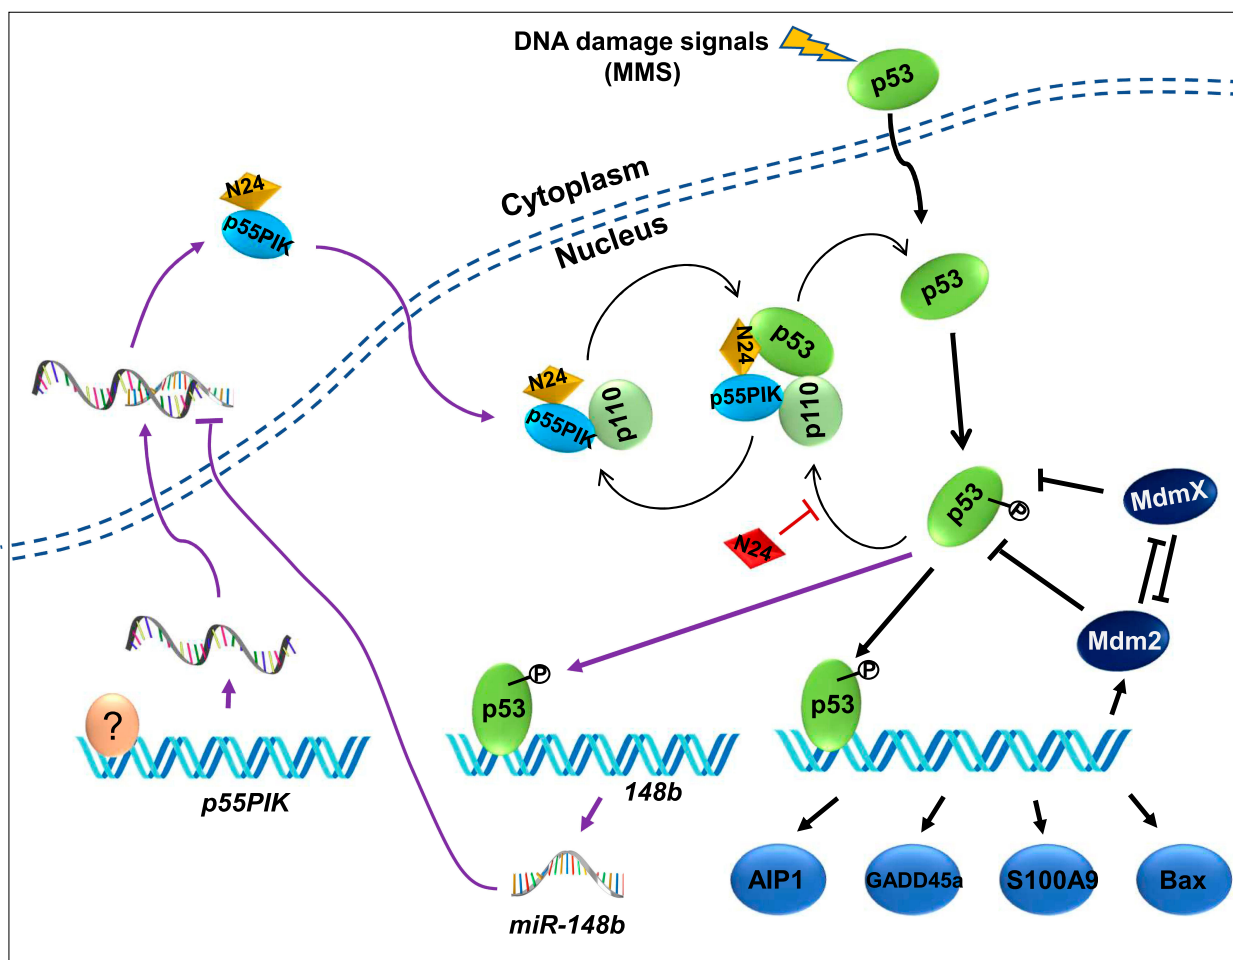 DNA damage signals
(MMS)
p53
Cytoplasm
Nucleus
N24
p55PIK
p53
N24
p53
p55PIK
p110
N24
p55PIK
p110
p53
P
MdmX
N24
Mdm2
p53
P
p53
P
?
p55PIK
148b
miR-148b
AIP1
GADD45a
S100A9
Bax